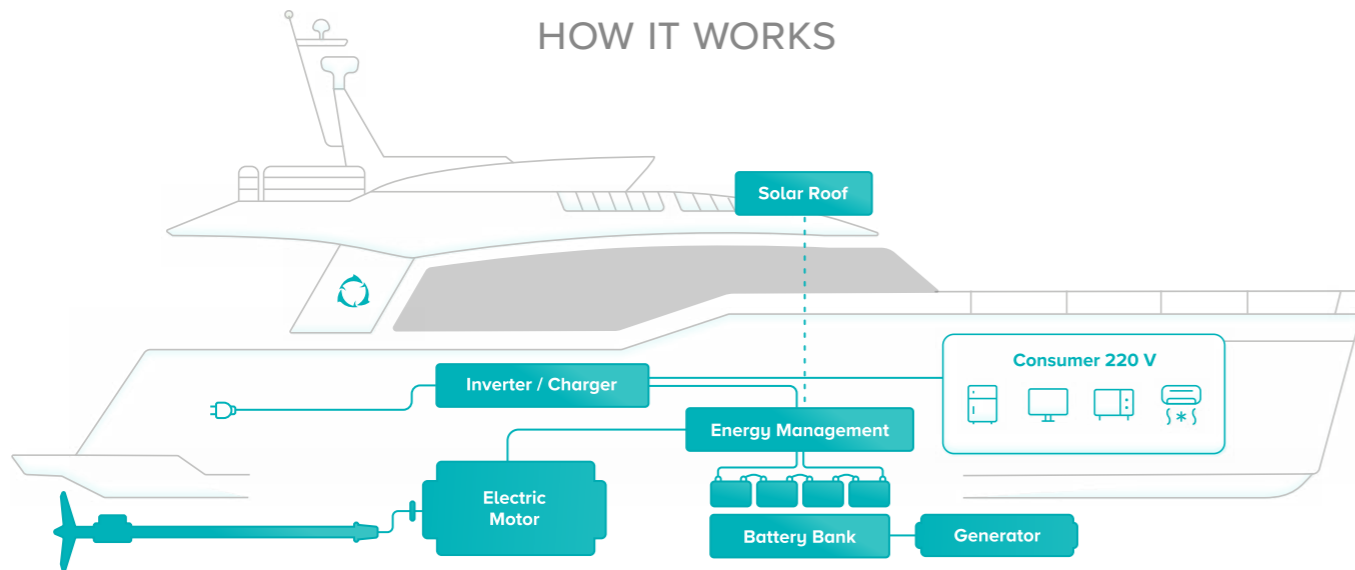 HOW IT WORKS
Solar Roof
Consumer 220 V
Inverter / Charger
Energy Management
Electric
Motor
Battery Bank
Generator